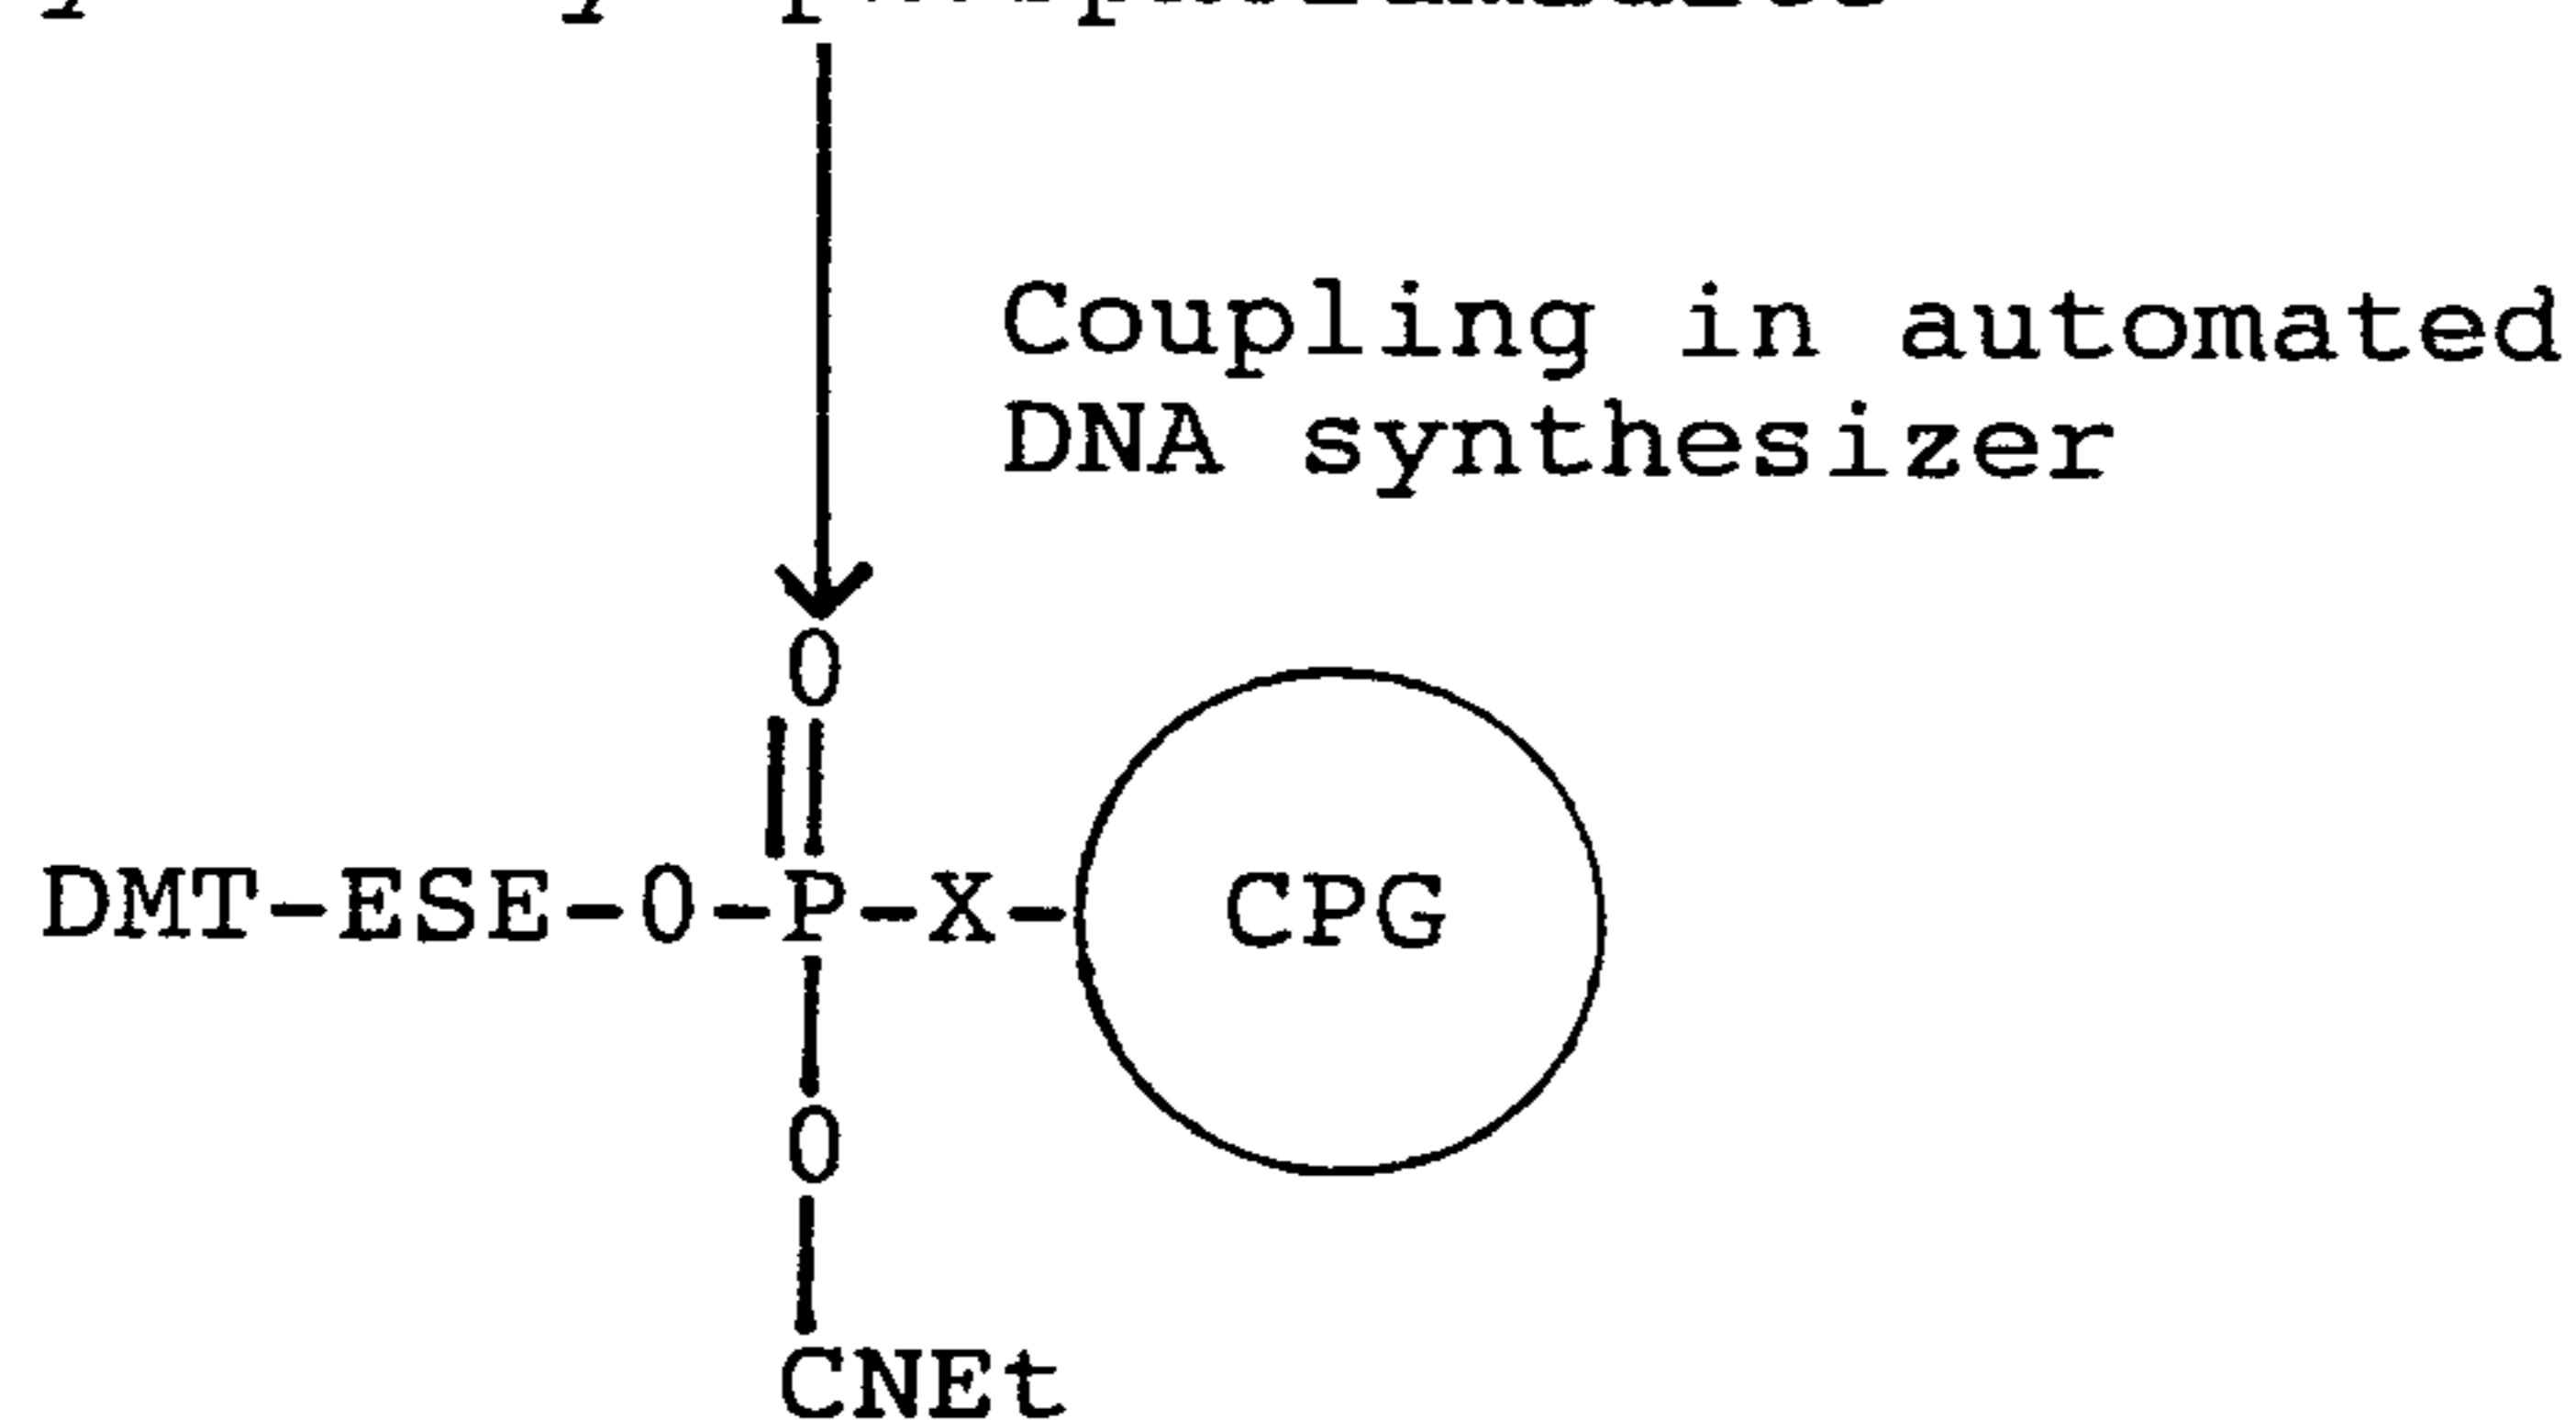 Coupling in automated
DNA synthesizer
O
DMT-ESE-O-P-X-
CPG
O
CNEt